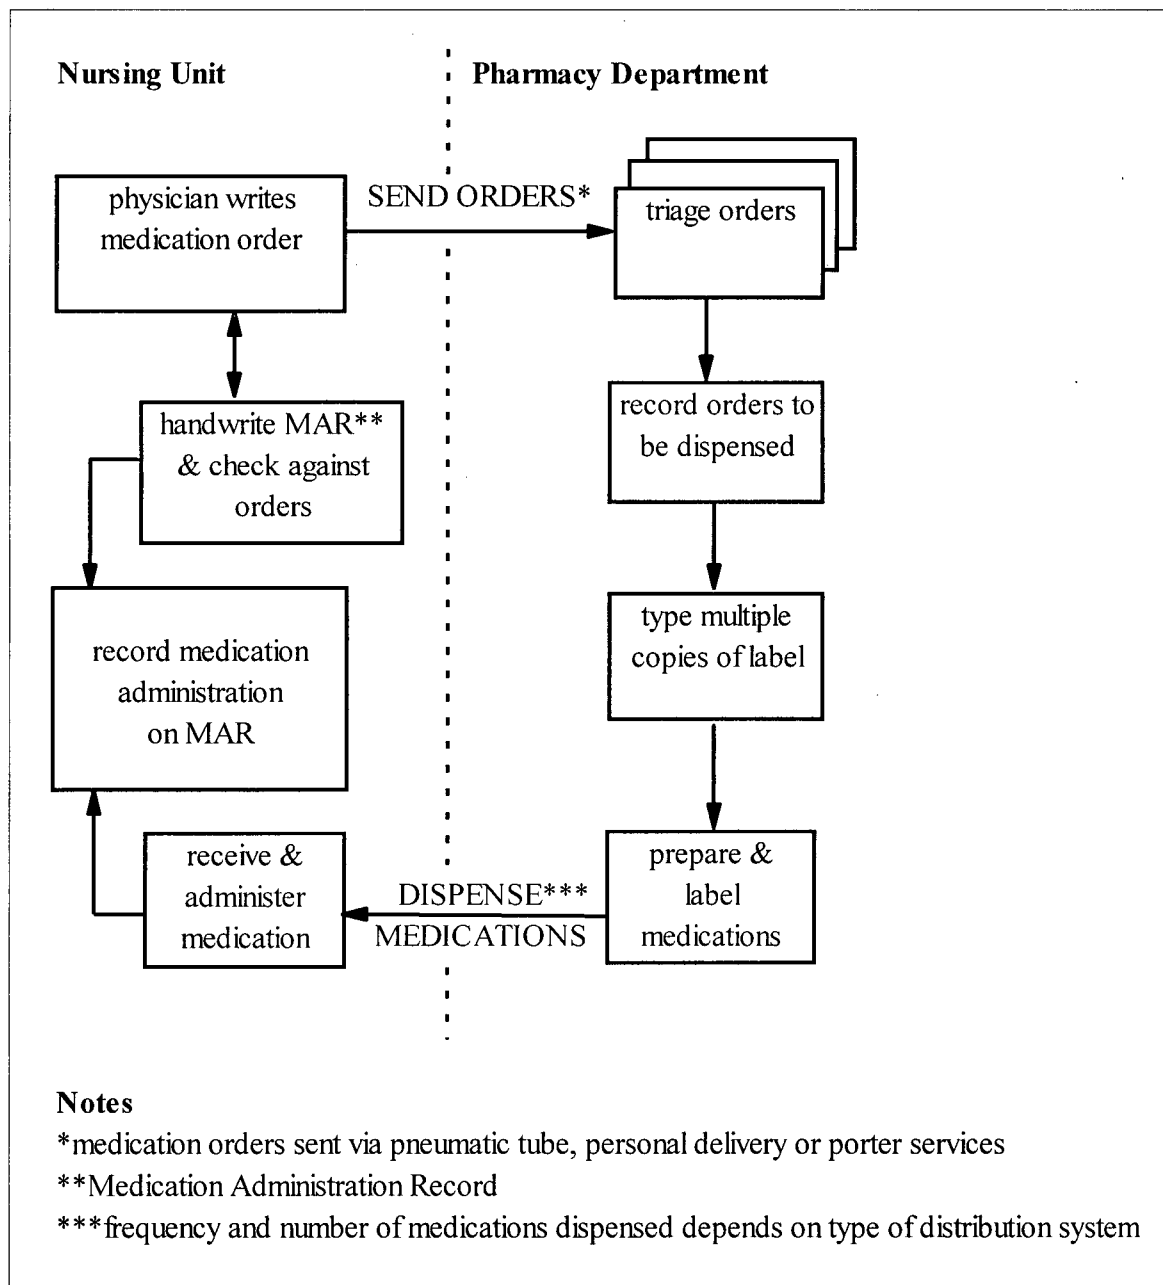 Nursing Unit
Pharmacy Department
physician writes
medication order
SEND ORDERS*
triage orders
handwrite MAR**
& check against
orders
record orders to
be dispensed
record medication
administration
on MAR
type multiple
copies of label
receive &
administer
medication
DISPENSE***
MEDICATIONS
prepare &
label
medications
Notes
*medication orders sent via pneumatic tube, personal delivery or porter services
**Medication Administration Record
***frequency and number of medications dispensed depends on type of distribution system